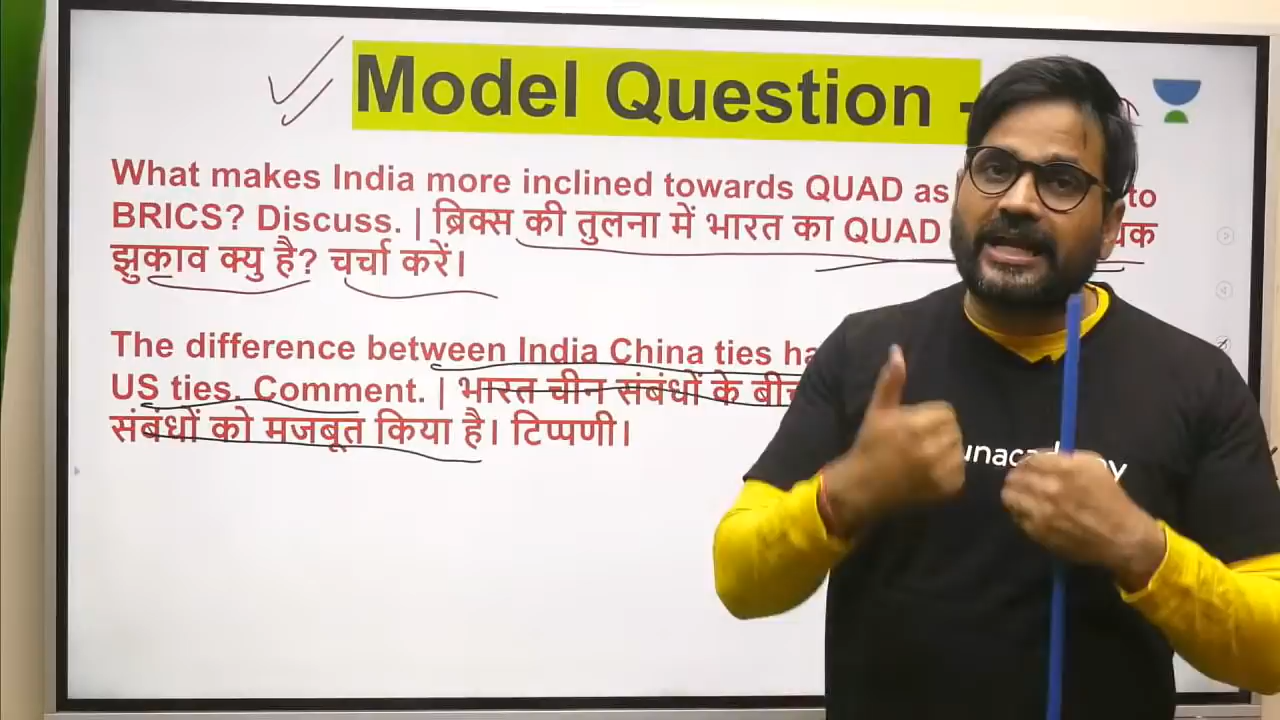 Model Question -
What makes India more inclined towards QUAD as to
BRICS? Discuss. | ब्रिक्स की तुलना में भारत का QUAD
झुकाव क्यु है? चर्चा करें।
The difference between India China ties
US ties. Comment. | भारत चीन संबंधों के
संबंधों को मजबूत किया है। टिप्पणी।